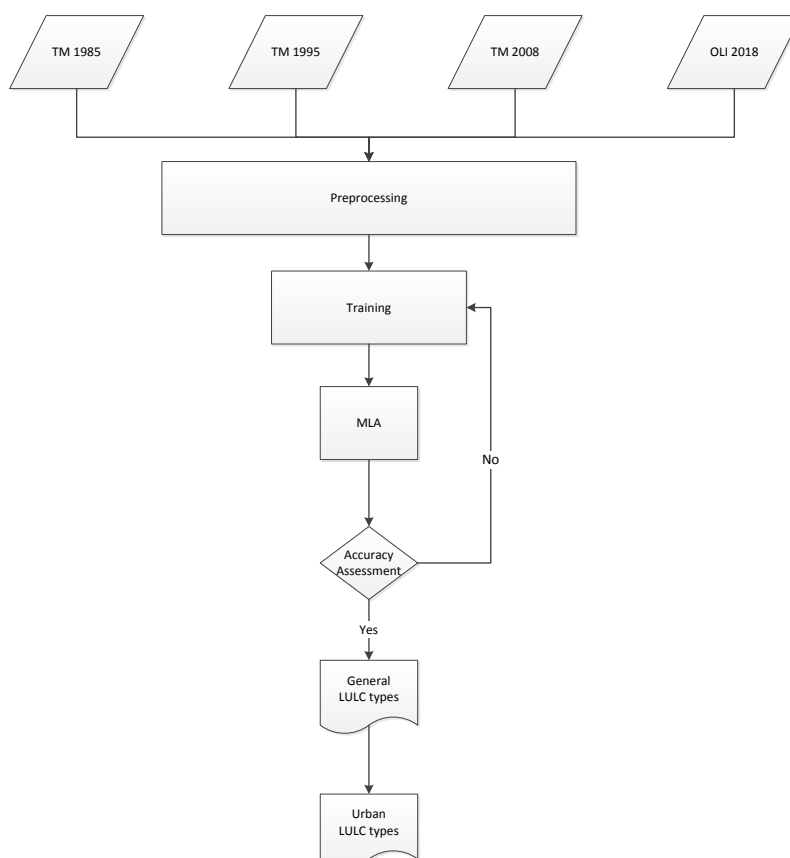 TM 1985
TM 1995
TM 2008
OLI 2018
Preprocessing
Training
MLA
No
Accuracy
Assessment
Yes
General
LULC types
Urban
LULC types